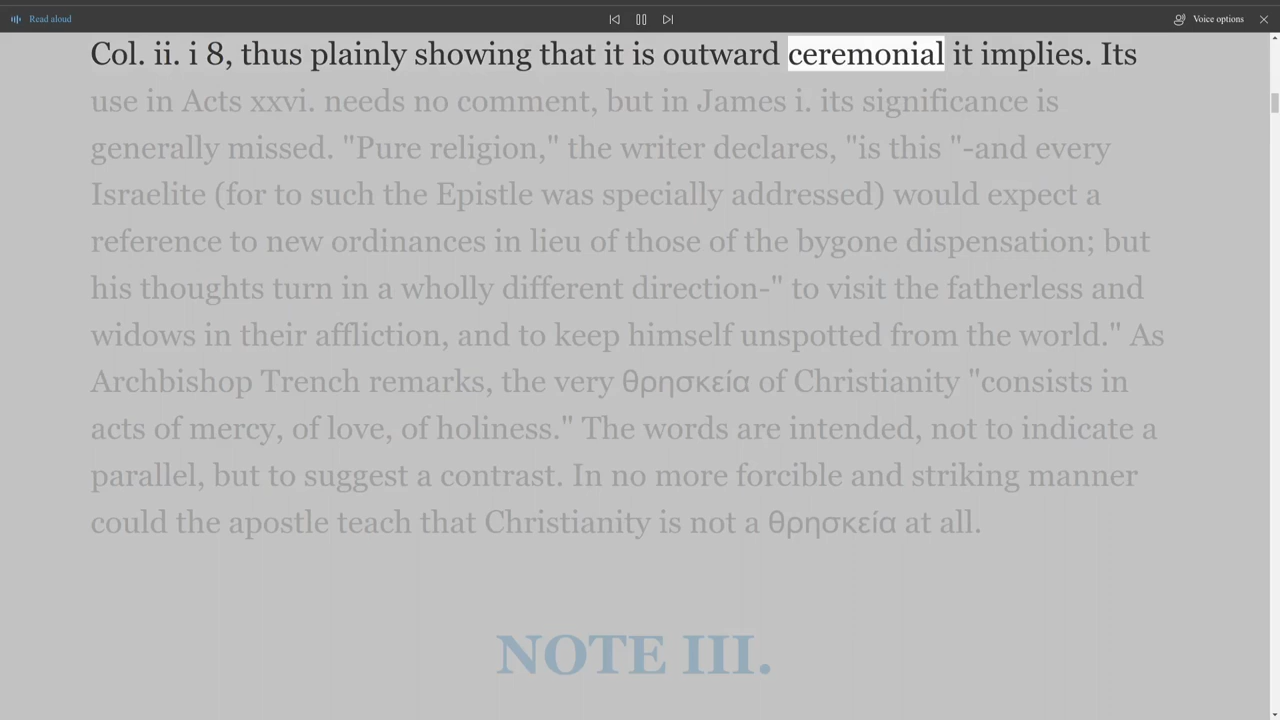 Read aloud
Voice options
Col. ii. i 8, thus plainly showing that it is outward ceremonial it implies. Its
use in Acts xxvi. needs no comment, but in James i. its significance is
generally missed. "Pure religion," the writer declares, "is this "-and every
Israelite (for to such the Epistle was specially addressed) would expect a
reference to new ordinances in lieu of those of the bygone dispensation; but
his thoughts turn in a wholly different direction-" to visit the fatherless and
widows in their affliction, and to keep himself unspotted from the world." As
Archbishop Trench remarks, the very θρησκεία of Christianity "consists in
acts of mercy, of love, of holiness." The words are intended, not to indicate a
parallel, but to suggest a contrast. In no more forcible and striking manner
could the apostle teach that Christianity is not a θρησκεία at all.
NOTE III.